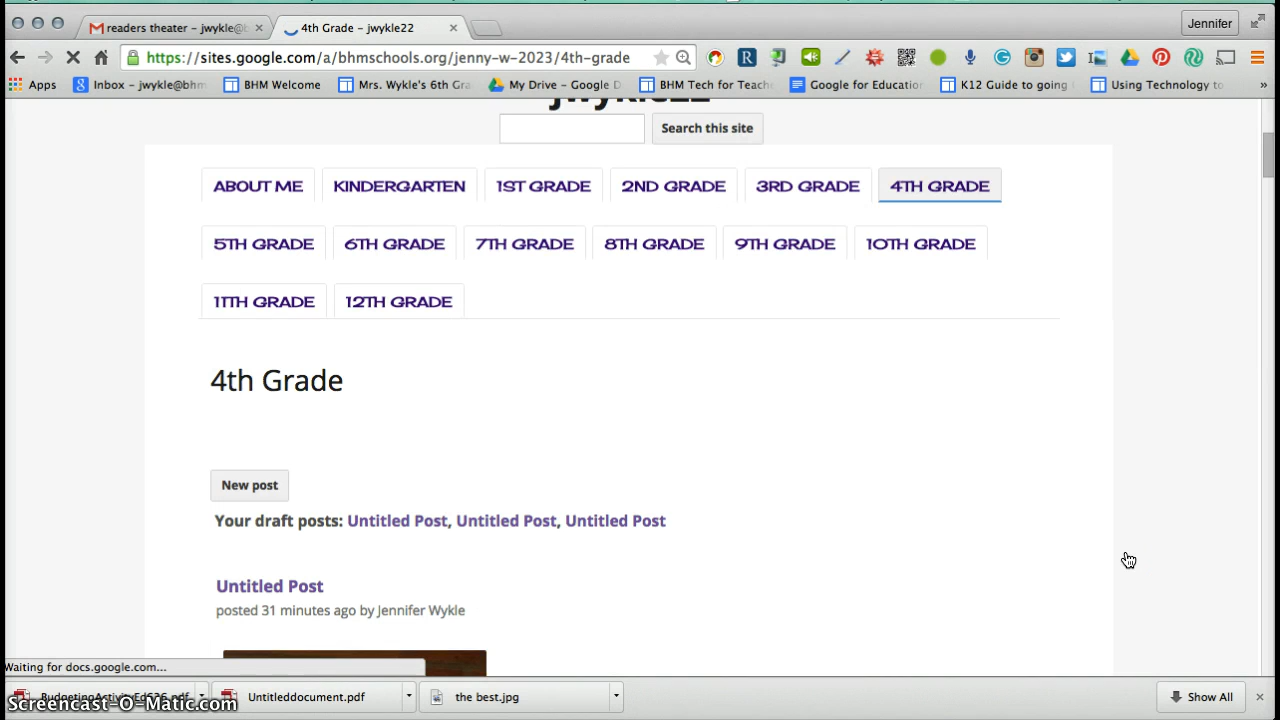 readers theater – jwykle@b
4th Grade – jwykle22
Jennifer
https://sites.google.com/a/bhmschools.org/jenny-w-2023/4th-grade
Apps
Inbox – jwykle@bhm
BHM Welcome
Mrs. Wykle's 6th Gra
My Drive – Google D
BHM Tech for Teach
Google for Education
K12 Guide to going
Using Technology to
»
jwykle22
Search this site
ABOUT ME KINDERGARTEN 1ST GRADE 2ND GRADE 3RD GRADE 4TH GRADE
5TH GRADE 6TH GRADE 7TH GRADE 8TH GRADE 9TH GRADE 10TH GRADE
11TH GRADE 12TH GRADE
4th Grade
New post
Your draft posts: Untitled Post, Untitled Post, Untitled Post
Untitled Post
posted 31 minutes ago by Jennifer Wykle
Waiting for docs.google.com...
Untitleddocument.pdf
the best.jpg
Show All
Screencast-O-Matic.com